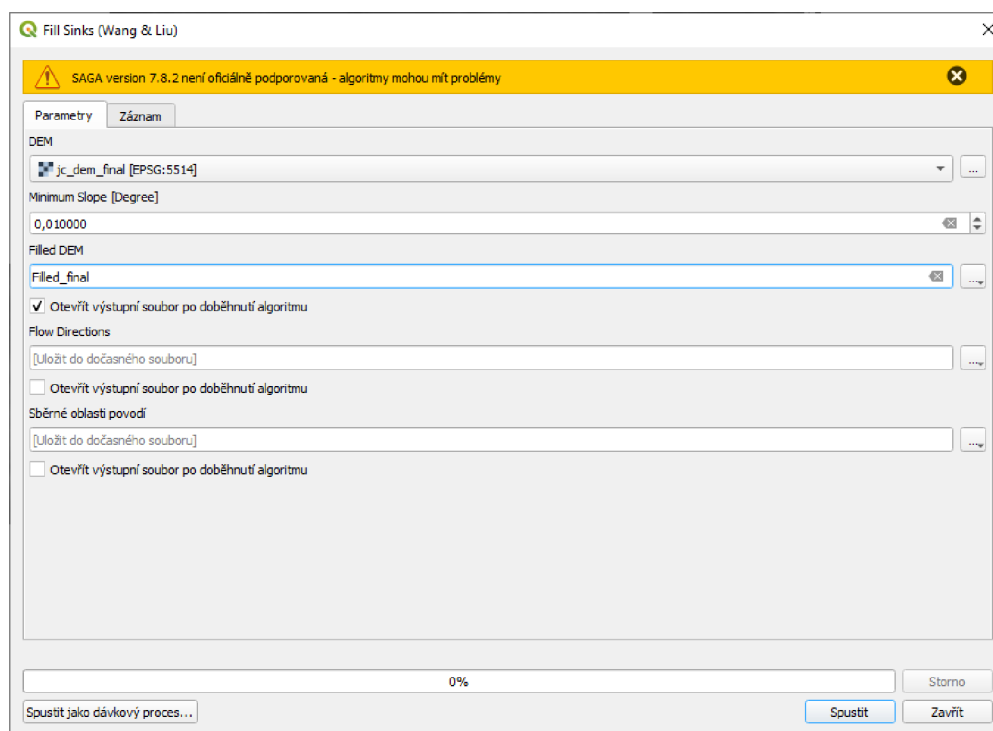 Fill Sinks (Wang & Liu)
SAGA version 7.8.2 není oficiálně podporovaná - algoritmy mohou mít problémy
Parametry Záznam
DEM
jc_dem_final [EPSG:5514]
...
Minimum Slope [Degree]
0,010000
Filled DEM
Filled_final
...
Otevřít výstupní soubor po doběhnutí algoritmu
Flow Directions
[Uložit do dočasného souboru]
...
Otevřít výstupní soubor po doběhnutí algoritmu
Sběrné oblasti povodí
[Uložit do dočasného souboru]
...
Otevřít výstupní soubor po doběhnutí algoritmu
0%
Storno
Spustit jako dávkový proces... Spustit Zavřít